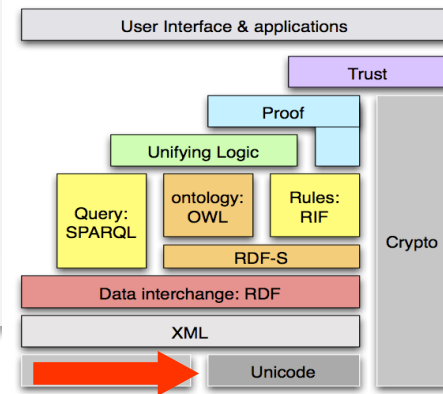 User Interface & applications
Trust
Proof
Unifying Logic
Query:
SPARQL
ontology:
OWL
Rules:
RIF
Crypto
RDF-S
Data interchange: RDF
XML
Unicode